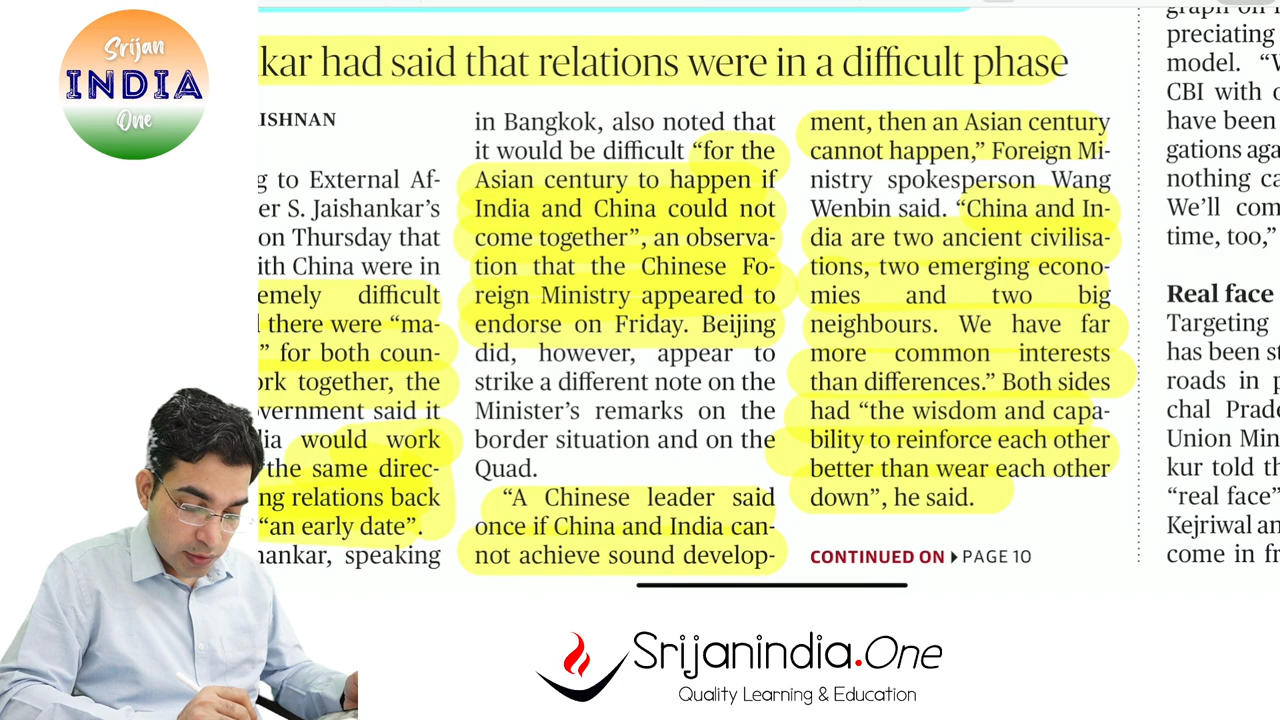 Srijan
INDIA
One
kar had said that relations were in a difficult phase
ISHNAN
g to External Af-
er S. Jaishankar's
on Thursday that
ith China were in
emely difficult
there were “ma-
” for both coun-
ork together, the
vernment said it
lia would work
the same direc-
ng relations back
“an early date”.
hankar, speaking
in Bangkok, also noted that
it would be difficult “for the
Asian century to happen if
India and China could not
come together”, an observa-
tion that the Chinese Fo-
reign Ministry appeared to
endorse on Friday. Beijing
did, however, appear to
strike a different note on the
Minister’s remarks on the
border situation and on the
Quad.
“A Chinese leader said
once if China and India can-
not achieve sound develop-
ment, then an Asian century
cannot happen,” Foreign Mi-
nistry spokesperson Wang
Wenbin said. “China and In-
dia are two ancient civilisa-
tions, two emerging econo-
mies and two big
neighbours. We have far
more common interests
than differences.” Both sides
had “the wisdom and capa-
bility to reinforce each other
better than wear each other
down”, he said.
CONTINUED ON PAGE 10
graph on
preciating
model. “
CBI with
have been
gations aga
nothing ca
We’ll com
time, too,”
Real face
Targeting
has been st
roads in p
chal Prade
Union Min
kur told th
“real face”
Kejriwal an
come in fr
Srijanindia.One
Quality Learning & Education